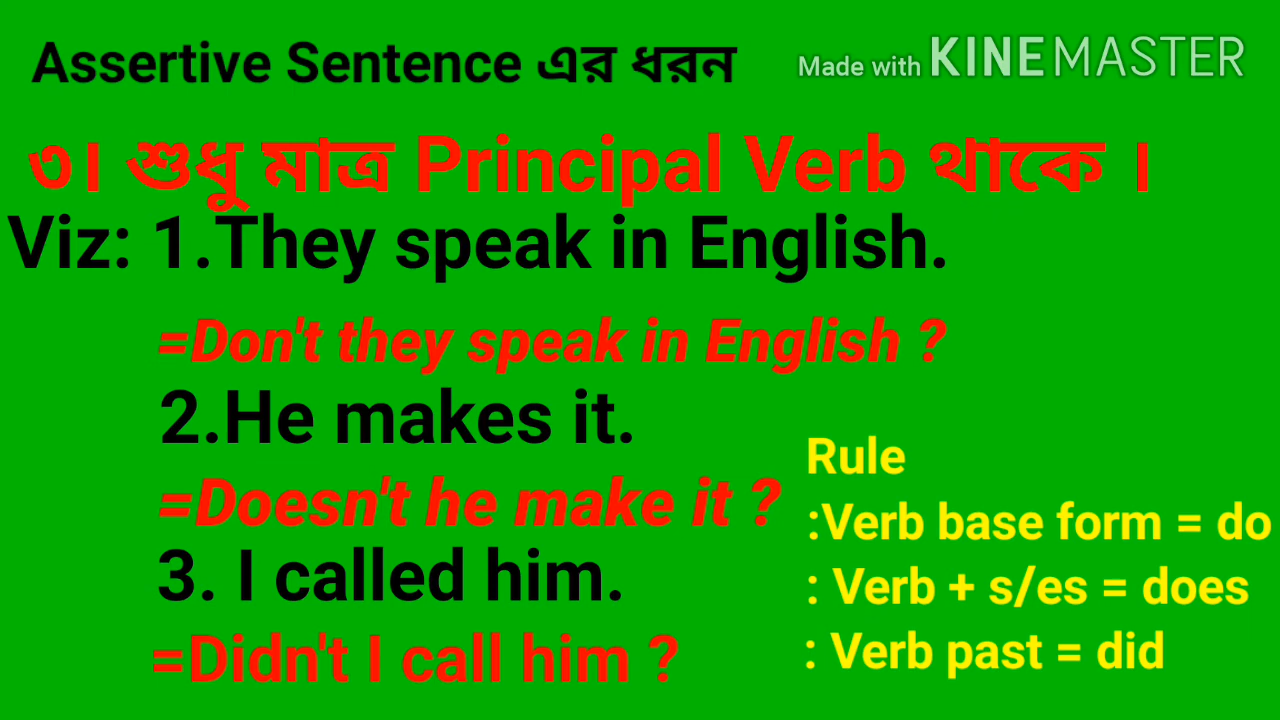 Assertive Sentence এর ধরন
Made with KINEMASTER
৩। শুধু মাত্র Principal Verb থাকে ।
Viz: 1.They speak in English.
=Don't they speak in English ?
2.He makes it.
=Doesn't he make it ?
3. I called him.
=Didn't I call him ?
Rule
:Verb base form = do
: Verb + s/es = does
: Verb past = did